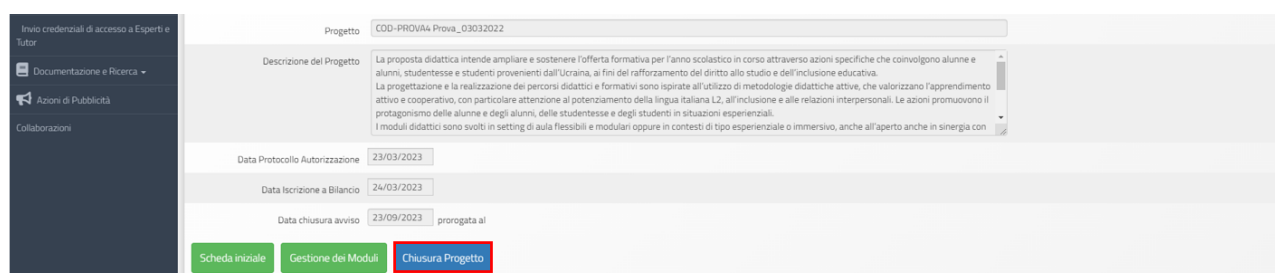 Invio credenziali di accesso a Esperti e
Tutor
Documentazione e Ricerca
Azioni di Pubblicità
Collaborazioni
Progetto COD-PROVA4 Prova_03032022
Descrizione del Progetto La proposta didattica intende ampliare e sostenere l'offerta formativa per l'anno scolastico in corso attraverso azioni specifiche che coinvolgono alunne e
alunni, studentesse e studenti provenienti dall'Ucraina, ai fini del rafforzamento del diritto allo studio e dell'inclusione educativa.
La progettazione e la realizzazione dei percorsi didattici e formativi sono ispirate all'utilizzo di metodologie didattiche attive, che valorizzano l'apprendimento
attivo e cooperativo, con particolare attenzione al potenziamento della lingua italiana L2, all'inclusione e alle relazioni interpersonali. Le azioni promuovono il
protagonismo delle alunne e degli alunni, delle studentesse e degli studenti in situazioni esperienziali.
I moduli didattici sono svolti in setting di aula flessibili e modulari oppure in contesti di tipo esperienziale o immersivo, anche all'aperto anche in sinergia con
Data Protocollo Autorizzazione 23/03/2023
Data Iscrizione a Bilancio 24/03/2023
Data chiusura avviso 23/09/2023 prorogata al
Scheda iniziale Gestione dei Moduli Chiusura Progetto